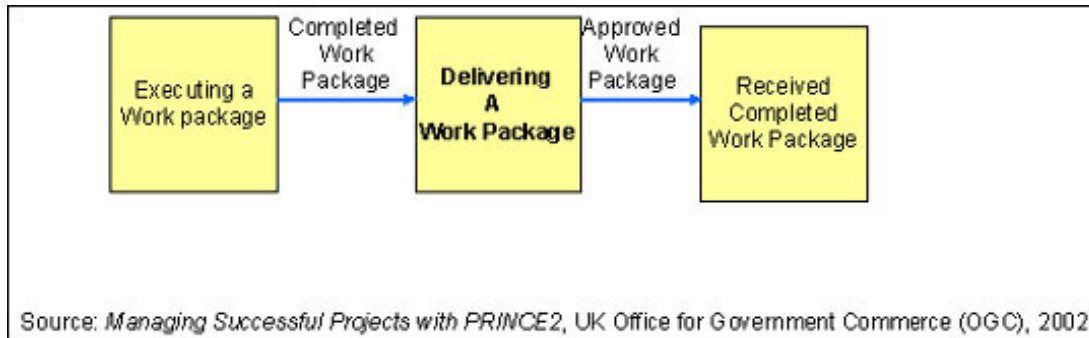 Executing a
Work package
Completed
Work
Package
Delivering
A
Work Package
Approved
Work
Package
Received
Completed
Work Package
Source: Managing Successful Projects with PRINCE2, UK Office for Government Commerce (OGC), 2002